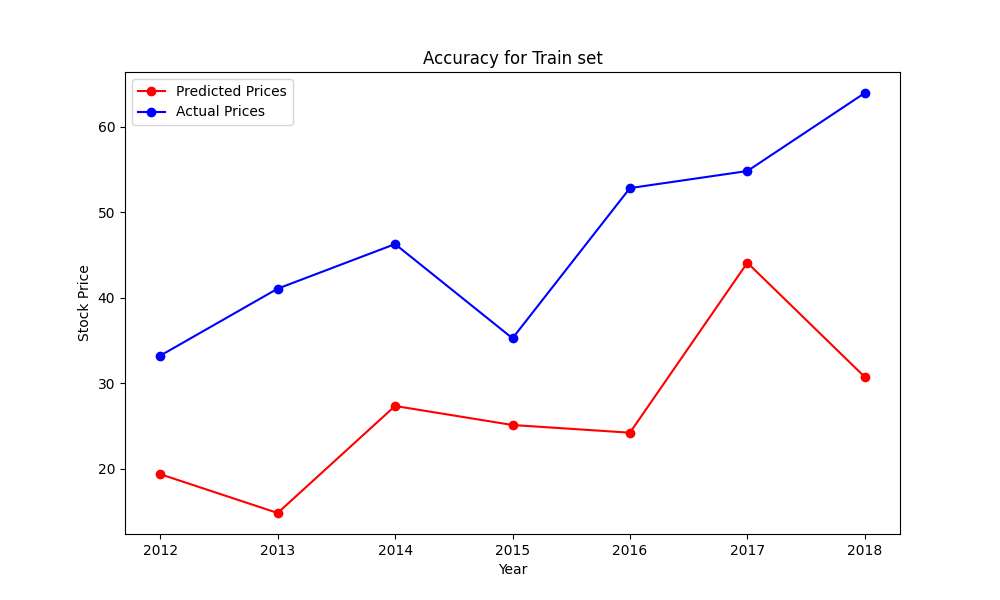 Accuracy for Train set
Predicted Prices
Actual Prices
Stock Price
60
50
40
30
20
2012 2013 2014 2015 2016 2017 2018
Year